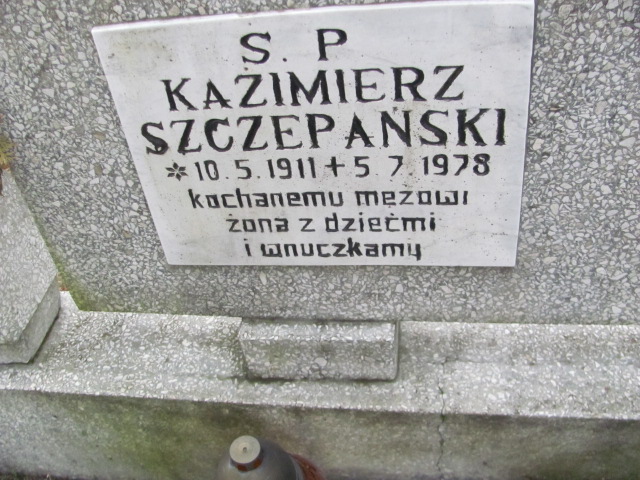 S. P
KAZIMIERZ
SZCZEPAŃSKI
* 10.5.1911 + 5 7.1978
kochanemu mężowi
żona z dziećmi
i wnuczkamy